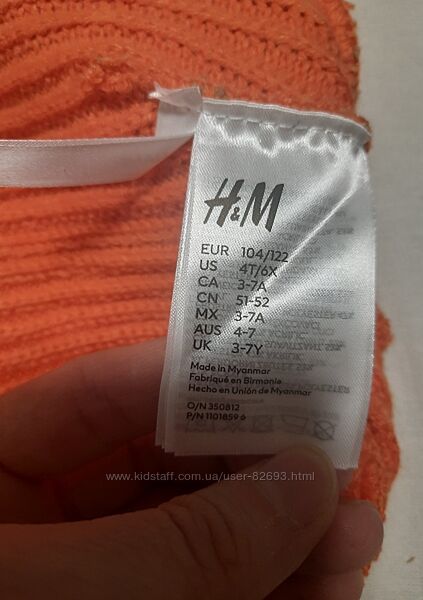 H&M
EUR 104/122
US 4T/6X
CA 3-7A
CN 51-52
MX 3-7A
AUS 4-7
UK 3-7Y
Made in Myanmar
Fabriqué en Birmanie
Hecho en Unión de Myanmar
O/N 350812
P/N 1101859 6
www.kidstaff.com.ua/user-82693.html